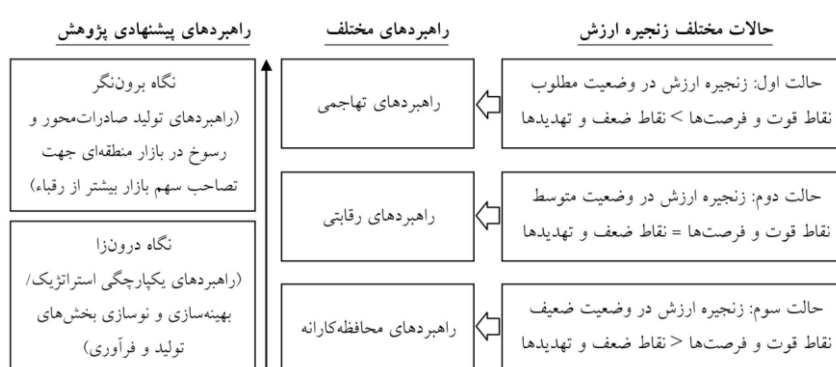 حالات مختلف زنجیره ارزش
راهبردهای مختلف
راهبردهای پیشنهادی پژوهش
حالت اول: زنجیره ارزش در وضعیت مطلوب
نقاط قوت و فرصت‌ها > نقاط ضعف و تهدیدها
راهبردهای تهاجمی
نگاه برون‌نگر
(راهبردهای تولید صادرات‌محور و
رسوخ در بازار منطقه‌ای جهت
تصاحب سهم بازار بیشتر از رقباء)
حالت دوم: زنجیره ارزش در وضعیت متوسط
نقاط قوت و فرصت‌ها = نقاط ضعف و تهدیدها
راهبردهای رقابتی
نگاه درون‌زا
(راهبردهای یکپارچگی استراتژیک/
بهینه‌سازی و نوسازی بخش‌های
تولید و فرآوری)
حالت سوم: زنجیره ارزش در وضعیت ضعیف
نقاط قوت و فرصت‌ها < نقاط ضعف و تهدیدها
راهبردهای محافظه‌کارانه